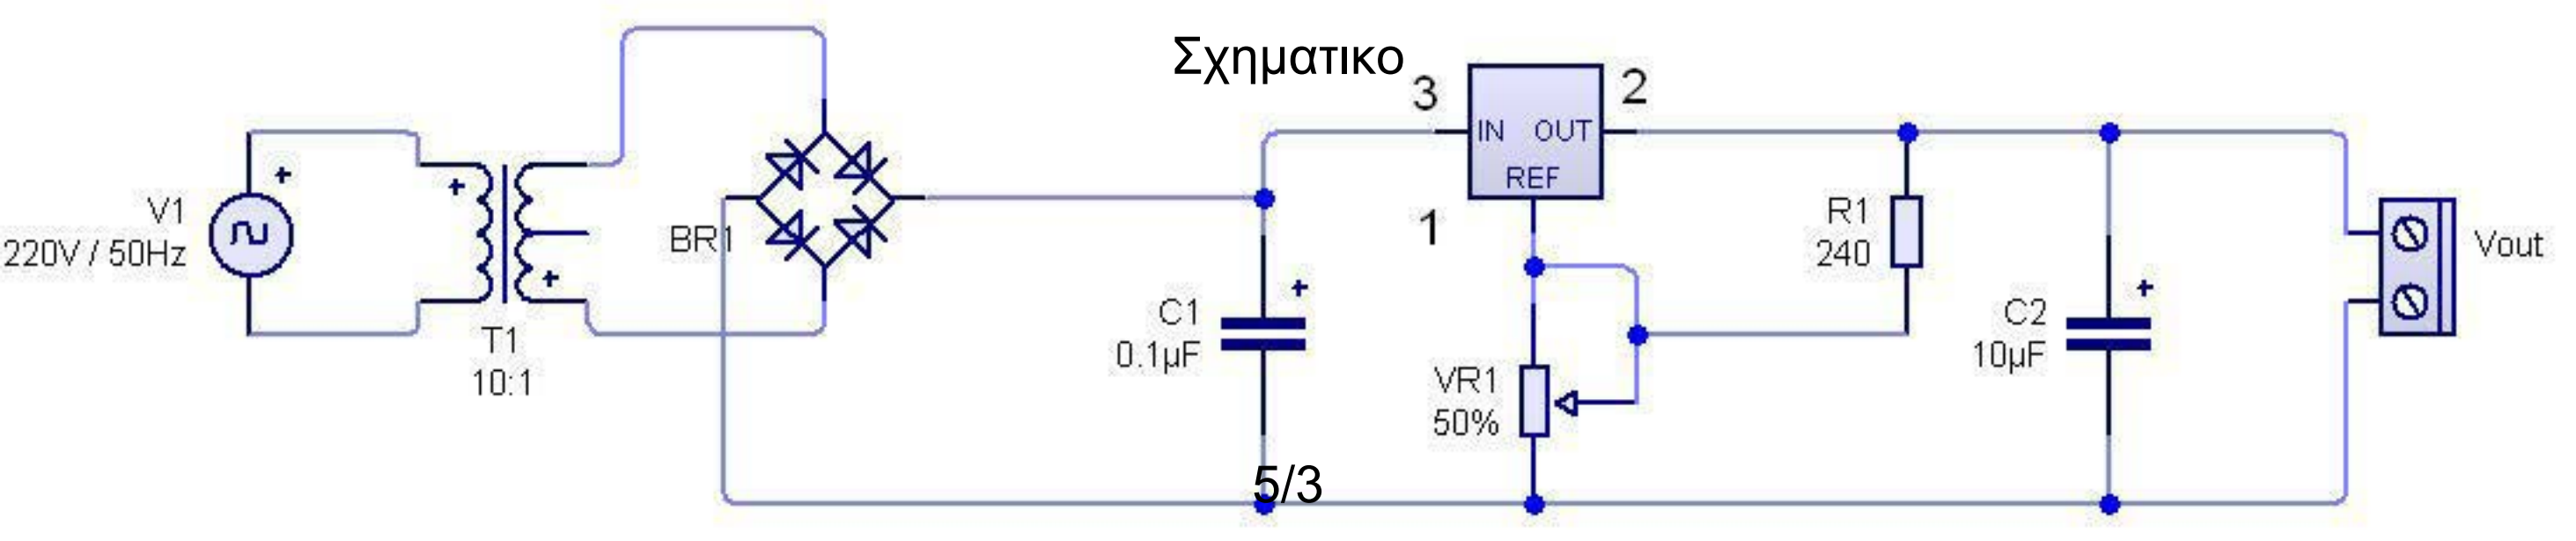 Σχηματικο
V1
220V / 50Hz
+
+
+
T1
10:1
BR1
C1
0.1µF
+
5/3
3
IN OUT
REF
2
1
VR1
50%
R1
240
C2
10µF
+
Vout